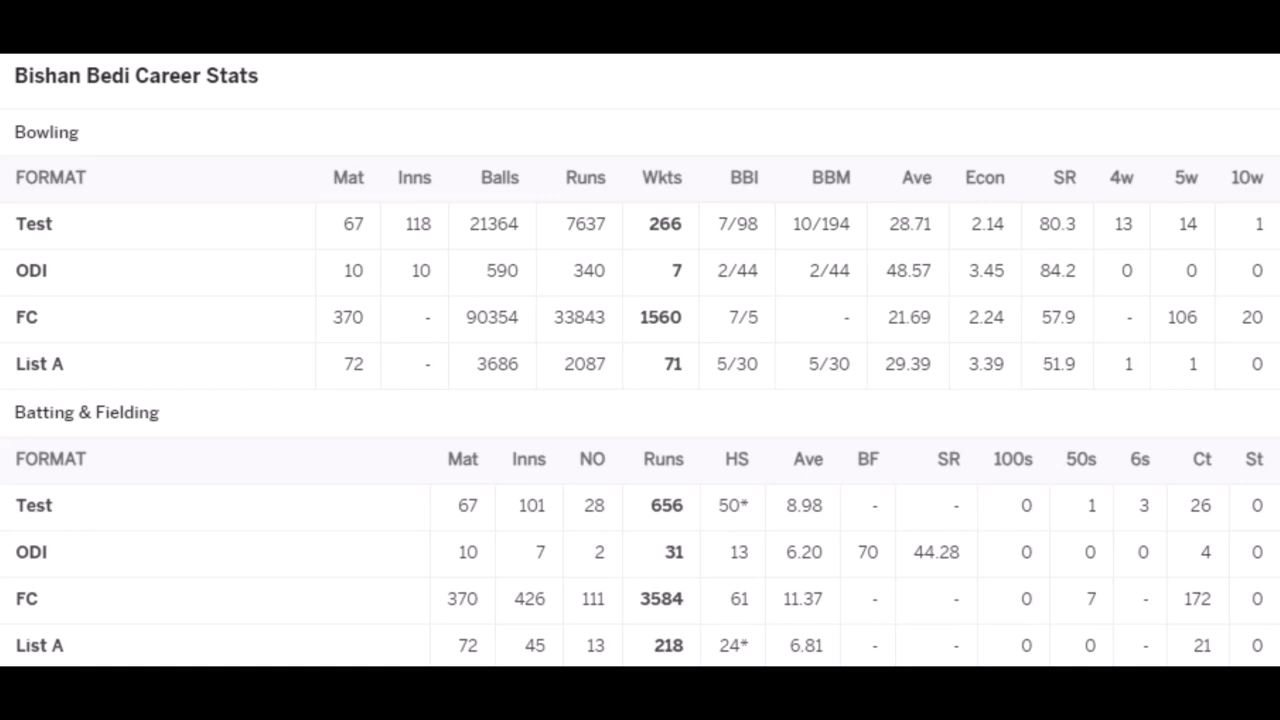 Bishan Bedi Career Stats
Bowling
FORMAT Mat Inns Balls Runs Wkts BBI BBM Ave Econ SR 4w 5w 10w
Test 67 118 21364 7637 266 7/98 10/194 28.71 2.14 80.3 13 14 1
ODI 10 10 590 340 7 2/44 2/44 48.57 3.45 84.2 0 0 0
FC 370 - 90354 33843 1560 7/5 - 21.69 2.24 57.9 - 106 20
List A 72 - 3686 2087 71 5/30 5/30 29.39 3.39 51.9 1 1 0
Batting & Fielding
FORMAT Mat Inns NO Runs HS Ave BF SR 100s 50s 6s Ct St
Test 67 101 28 656 50* 8.98 - - 0 1 3 26 0
ODI 10 7 2 31 13 6.20 70 44.28 0 0 0 4 0
FC 370 426 111 3584 61 11.37 - - 0 7 - 172 0
List A 72 45 13 218 24* 6.81 - - 0 0 - 21 0